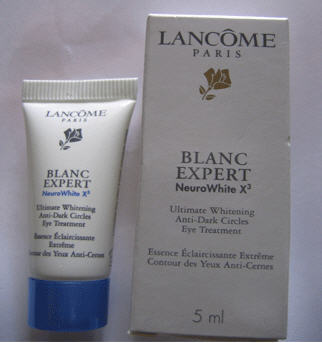 LANCÔME
PARIS
BLANC
EXPERT
NeuroWhite X³
Ultimate Whitening
Anti-Dark Circles
Eye Treatment
Essence Éclaircissante
Extrême
Contour des Yeux Anti-Cernes
LANCÔME
PARIS
BLANC
EXPERT
NeuroWhite X³
Ultimate Whitening
Anti-Dark Circles
Eye Treatment
Essence Éclaircissante Extrême
Contour des Yeux Anti-Cernes
5 ml